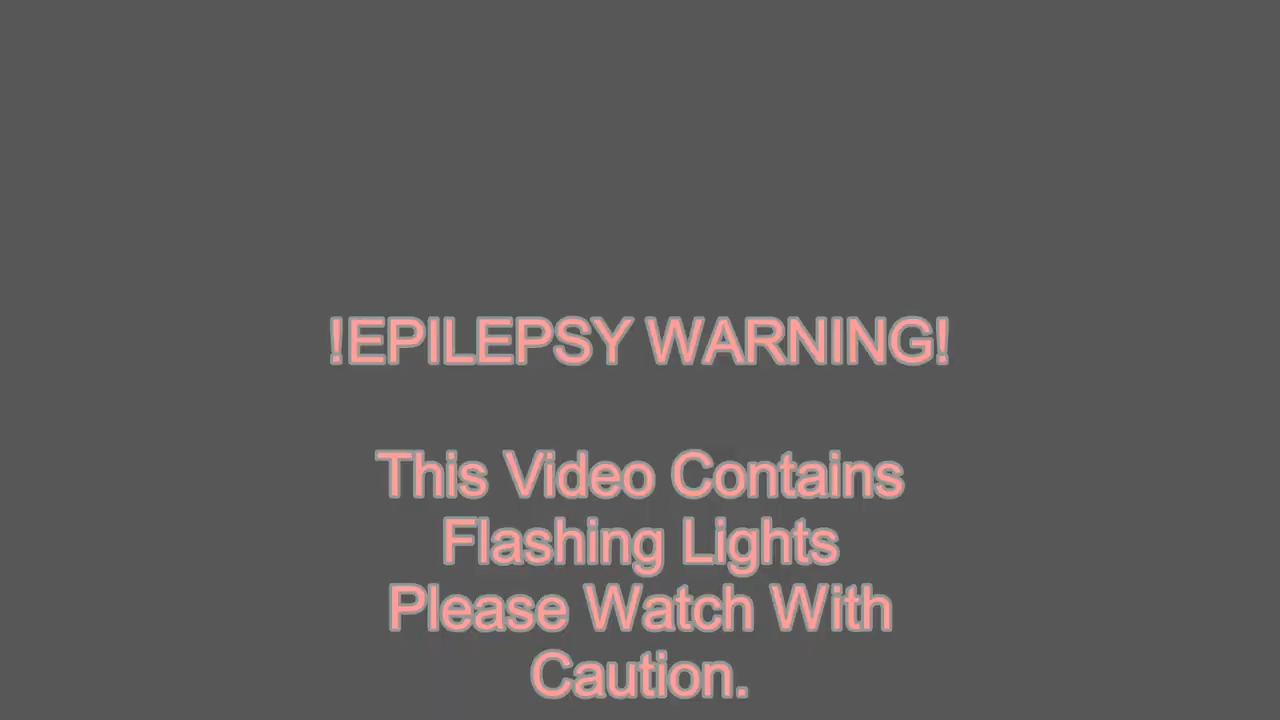 !EPILEPSY WARNING!
This Video Contains
Flashing Lights
Please Watch With
Caution.